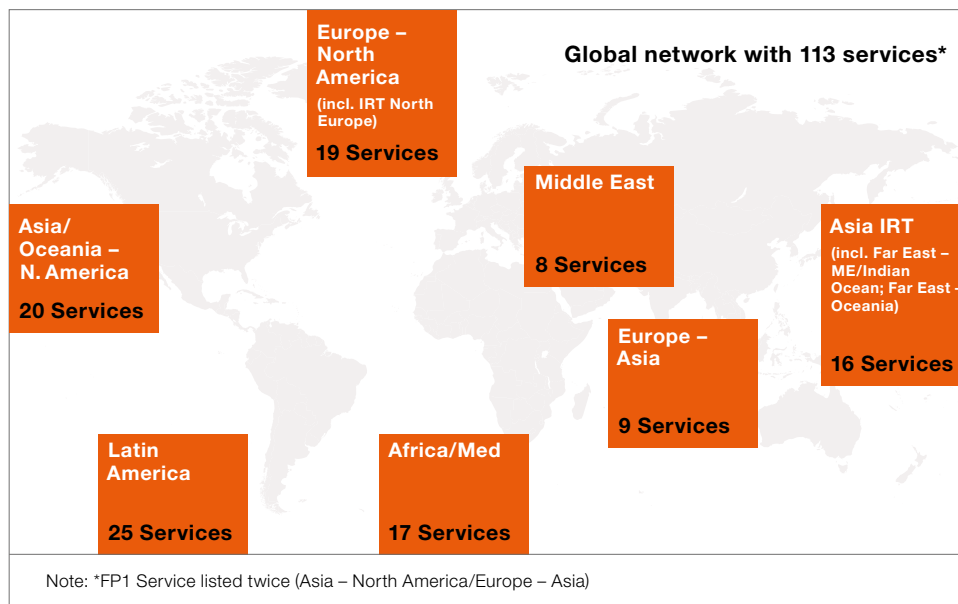 Global network with 113 services*
Europe –
North
America
(incl. IRT North
Europe)
19 Services
Middle East
8 Services
Asia/
Oceania –
N. America
20 Services
Asia IRT
(incl. Far East –
ME/Indian
Ocean; Far East –
Oceania)
16 Services
Europe –
Asia
9 Services
Latin
America
25 Services
Africa/Med
17 Services
Note: *FP1 Service listed twice (Asia – North America/Europe – Asia)